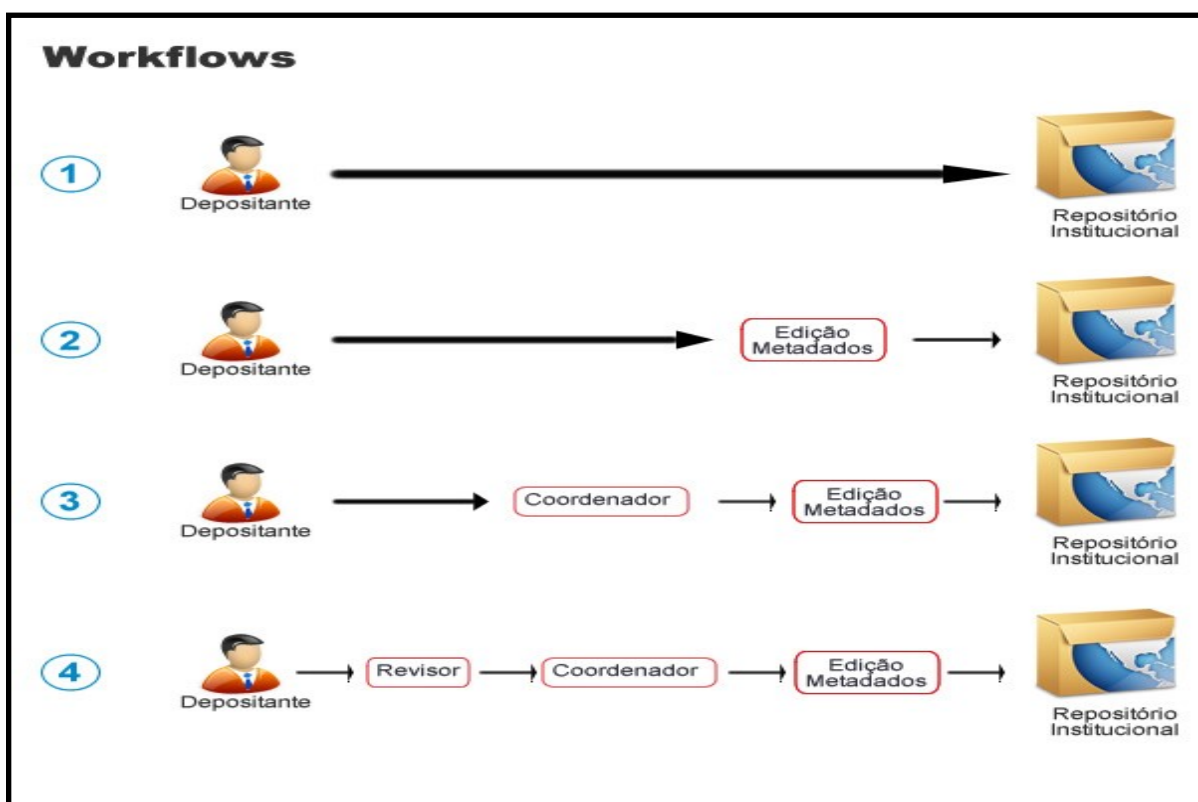 Workflows
1
Depositante
Repositório
Institucional
2
Depositante
Edição
Metadados
Repositório
Institucional
3
Depositante
Coordenador
Edição
Metadados
Repositório
Institucional
4
Depositante
Revisor
Coordenador
Edição
Metadados
Repositório
Institucional